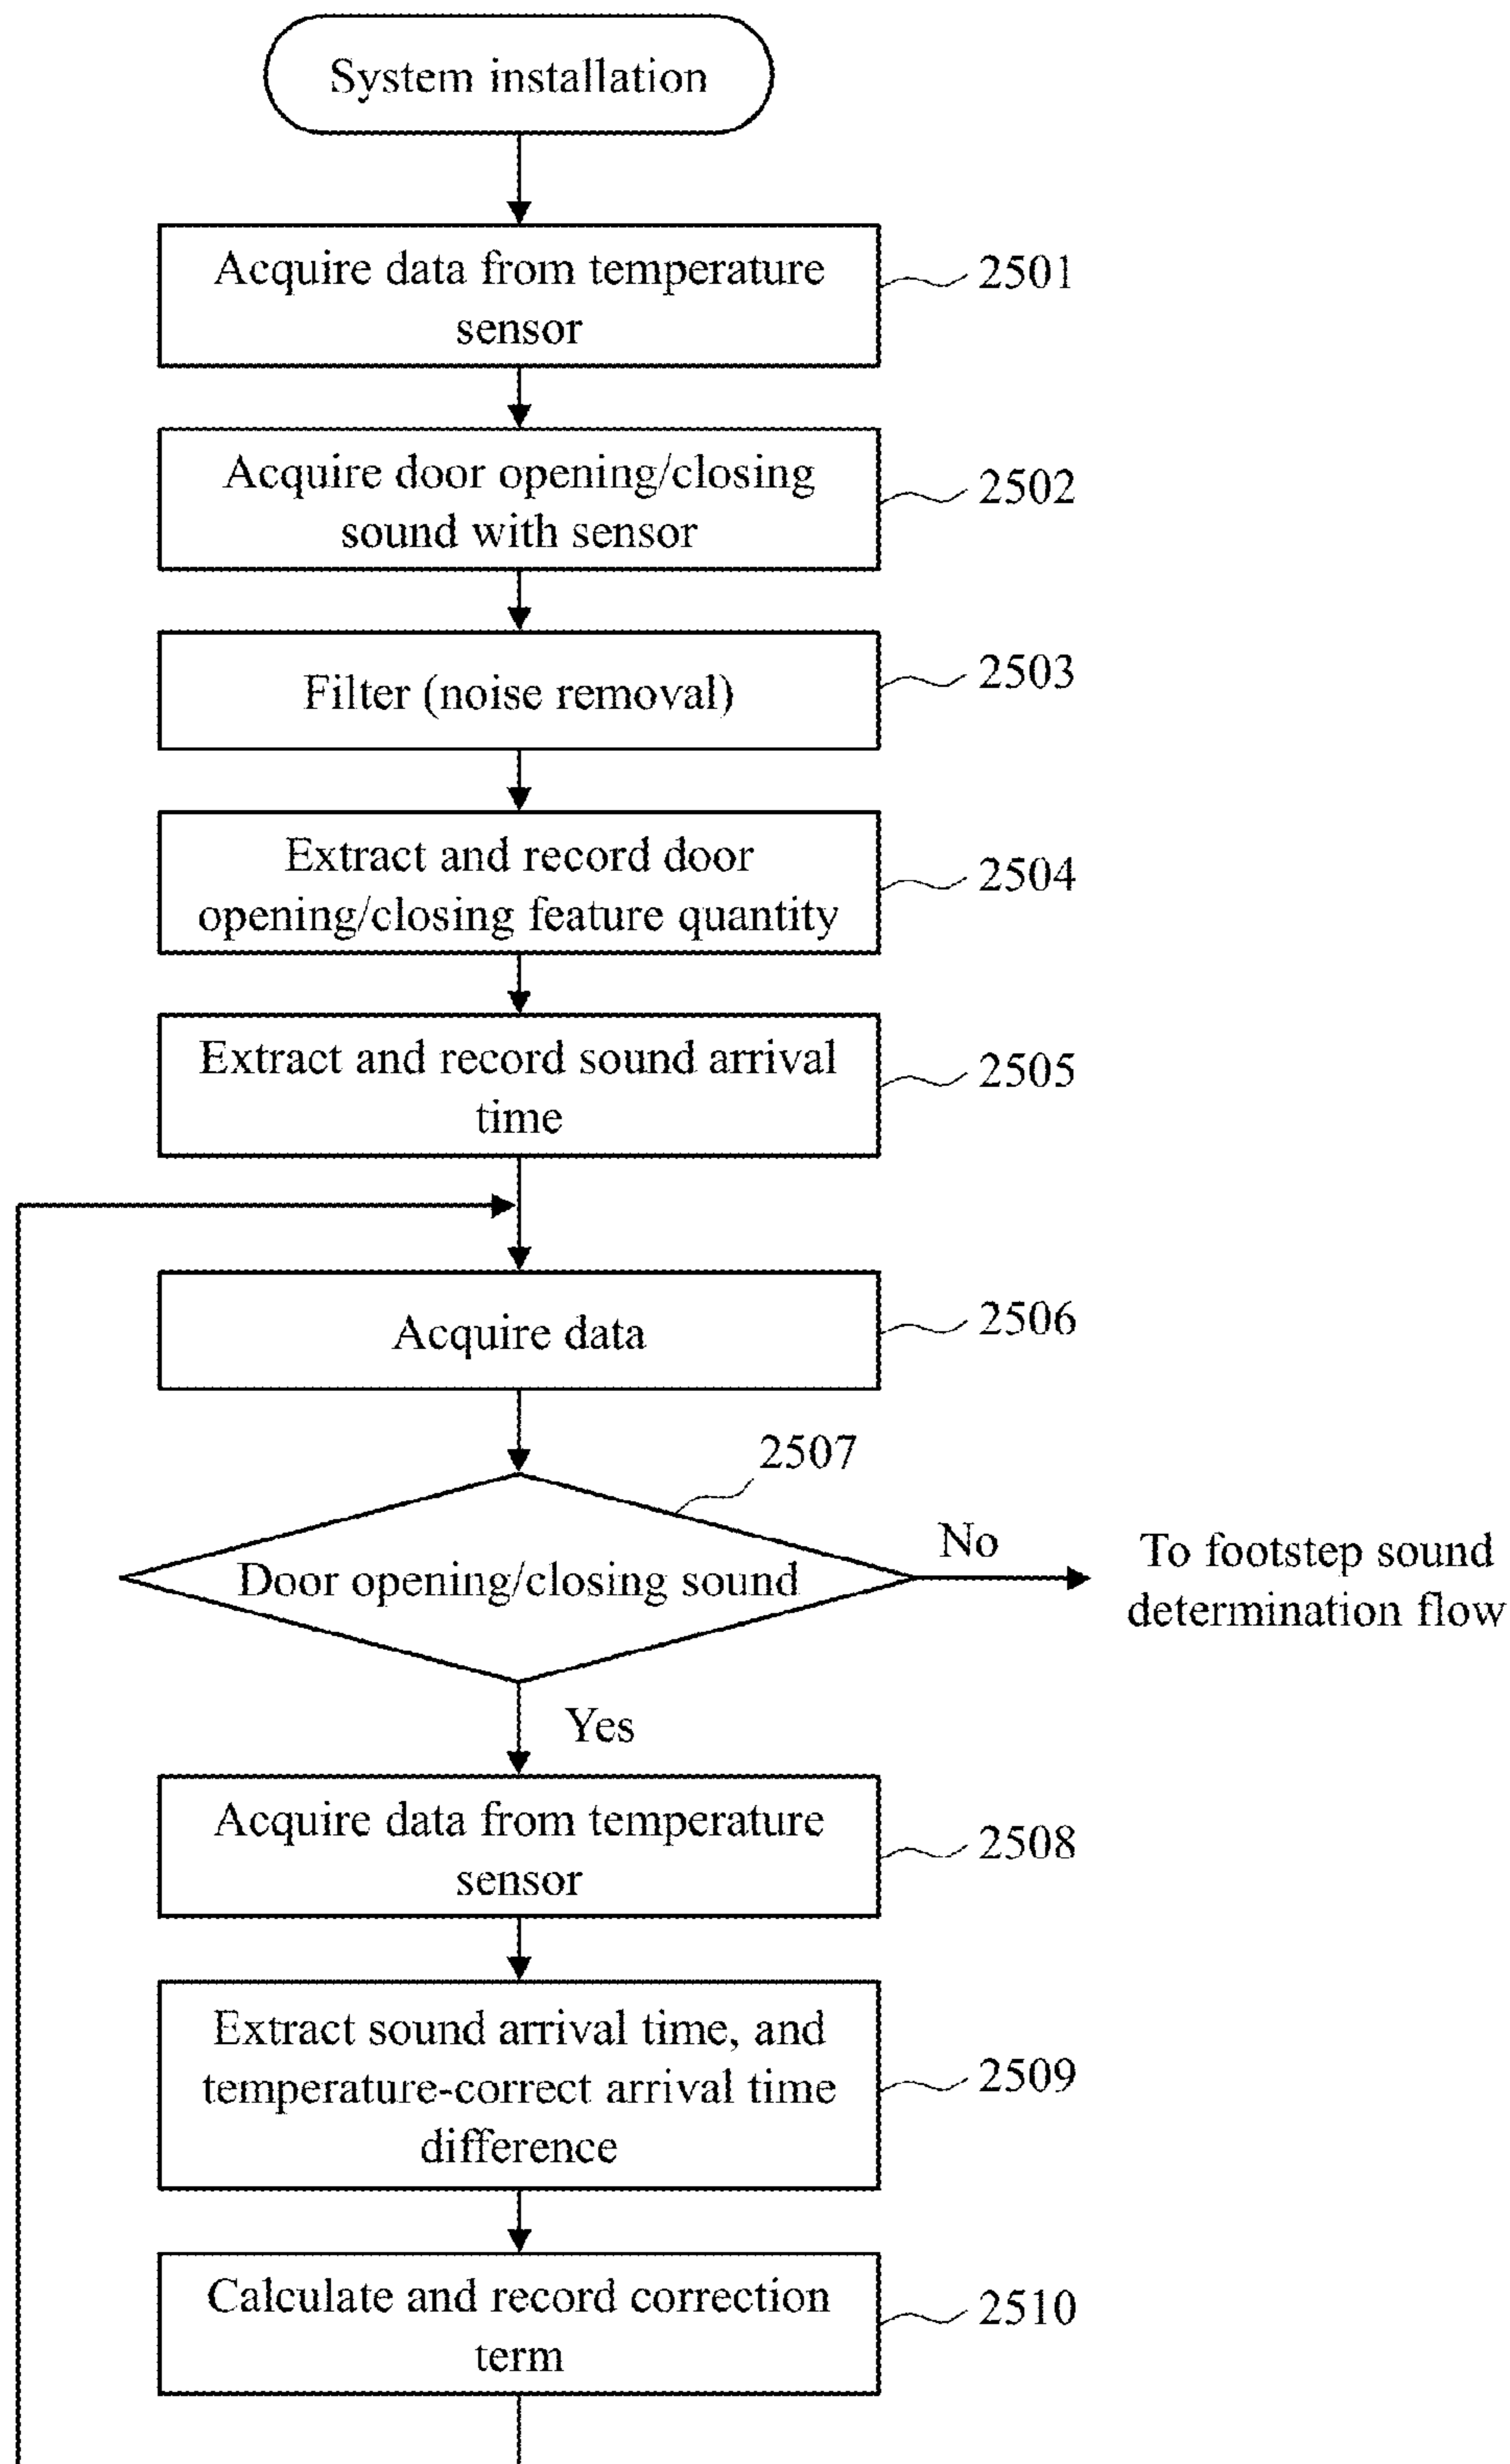 System installation
Acquire data from temperature
sensor
2501
Acquire door opening/closing
sound with sensor
2502
Filter (noise removal)
2503
Extract and record door
opening/closing feature quantity
2504
Extract and record sound arrival
time
2505
Acquire data
2506
2507
Door opening/closing sound
No
To footstep sound
determination flow
Yes
Acquire data from temperature
sensor
2508
Extract sound arrival time, and
temperature-correct arrival time
difference
2509
Calculate and record correction
term
2510